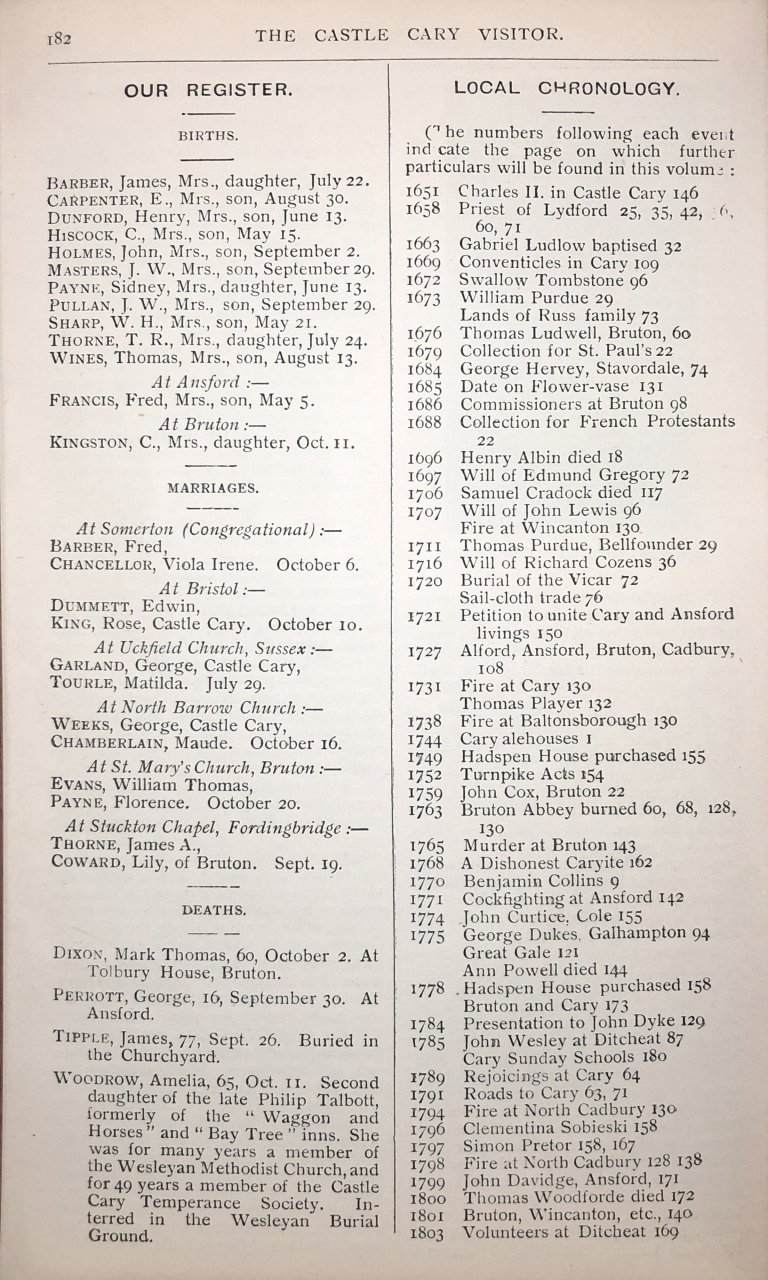 182
THE CASTLE CARY VISITOR.
OUR REGISTER.
BIRTHS.
BARBER, James, Mrs., daughter, July 22.
CARPENTER, E., Mrs., son, August 30.
DUNFORD, Henry, Mrs., son, June 13.
HISCOCK, C., Mrs., son, May 15.
HOLMES, John, Mrs., son, September 2.
MASTERS, J. W., Mrs., son, September 29.
PAYNE, Sidney, Mrs., daughter, June 13.
PULLAN, J. W., Mrs., son, September 29.
SHARP, W. H., Mrs., son, May 21.
THORNE, T. R., Mrs., daughter, July 24.
WINES, Thomas, Mrs., son, August 13.
At Ansford :—
FRANCIS, Fred, Mrs., son, May 5.
At Bruton :—
KINGSTON, C., Mrs., daughter, Oct. 11.
MARRIAGES.
At Somerton (Congregational) :—
BARBER, Fred,
CHANCELLOR, Viola Irene. October 6.
At Bristol :—
DUMMETT, Edwin,
KING, Rose, Castle Cary. October 10.
At Uckfield Church, Sussex :—
GARLAND, George, Castle Cary,
TOURLE, Matilda. July 29.
At North Barrow Church :—
WEEKS, George, Castle Cary,
CHAMBERLAIN, Maude. October 16.
At St. Mary's Church, Bruton :—
EVANS, William Thomas,
PAYNE, Florence. October 20.
At Stuckton Chapel, Fordingbridge :—
THORNE, James A.,
COWARD, Lily, of Bruton. Sept. 19.
DEATHS.
DIXON, Mark Thomas, 60, October 2. At
Tolbury House, Bruton.
PERROTT, George, 16, September 30. At
Ansford.
TIPPLE, James, 77, Sept. 26. Buried in
the Churchyard.
WOODROW, Amelia, 65, Oct. 11. Second
daughter of the late Philip Talbott,
formerly of the “ Waggon and
Horses ” and “ Bay Tree ” inns. She
was for many years a member of
the Wesleyan Methodist Church, and
for 49 years a member of the Castle
Cary Temperance Society. In-
terred in the Wesleyan Burial
Ground.
LOCAL CHRONOLOGY.
(The numbers following each event
indicate the page on which further
particulars will be found in this volume :
1651 Charles II. in Castle Cary 146
1658 Priest of Lydford 25, 35, 42,
60, 71
1663 Gabriel Ludlow baptised 32
1669 Conventicles in Cary 109
1672 Swallow Tombstone 96
1673 William Purdue 29
Lands of Russ family 73
1676 Thomas Ludwell, Bruton, 60
1679 Collection for St. Paul's 22
1684 George Hervey, Stavordale, 74
1685 Date on Flower-vase 131
1686 Commissioners at Bruton 98
1688 Collection for French Protestants
22
1696 Henry Albin died 18
1697 Will of Edmund Gregory 72
1706 Samuel Cradock died 117
1707 Will of John Lewis 96
Fire at Wincanton 130
1711 Thomas Purdue, Bellfounder 29
1716 Will of Richard Cozens 36
1720 Burial of the Vicar 72
Sail-cloth trade 76
1721 Petition to unite Cary and Ansford
livings 150
1727 Alford, Ansford, Bruton, Cadbury,
108
1731 Fire at Cary 130
Thomas Player 132
1738 Fire at Baltonsborough 130
1744 Cary alehouses 1
1749 Hadspen House purchased 155
1752 Turnpike Acts 154
1759 John Cox, Bruton 22
1763 Bruton Abbey burned 60, 68, 128,
130
1765 Murder at Bruton 143
1768 A Dishonest Caryite 162
1770 Benjamin Collins 9
1771 Cockfighting at Ansford 142
1774 John Curtice, Cole 155
1775 George Dukes, Galhampton 94
Great Gale 121
Ann Powell died 144
1778 Hadspen House purchased 158
Bruton and Cary 173
1784 Presentation to John Dyke 129
1785 John Wesley at Ditcheat 87
Cary Sunday Schools 180
1789 Rejoicings at Cary 64
1791 Roads to Cary 63, 71
1794 Fire at North Cadbury 130
1796 Clementina Sobieski 158
1797 Simon Pretor 158, 167
1798 Fire at North Cadbury 128 138
1799 John Davidge, Ansford, 171
1800 Thomas Woodforde died 172
1801 Bruton, Wincanton, etc., 140
1803 Volunteers at Ditcheat 169